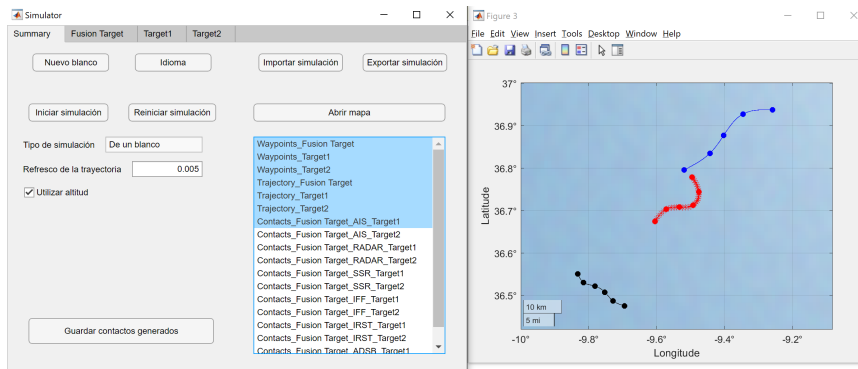 Simulator
Summary Fusion Target Target1 Target2
Nuevo blanco Idioma Importar simulación Exportar simulación
Iniciar simulación Reiniciar simulación Abrir mapa
Tipo de simulación De un blanco
Refresco de la trayectoria 0.005
Utilizar altitud
Waypoints_Fusion Target
Waypoints_Target1
Waypoints_Target2
Trajectory_Fusion Target
Trajectory_Target1
Trajectory_Target2
Contacts_Fusion Target_AIS_Target1
Contacts_Fusion Target_AIS_Target2
Contacts_Fusion Target_RADAR_Target1
Contacts_Fusion Target_RADAR_Target2
Contacts_Fusion Target_SSR_Target1
Contacts_Fusion Target_SSR_Target2
Contacts_Fusion Target_IFF_Target1
Contacts_Fusion Target_IFF_Target2
Contacts_Fusion Target_IRST_Target1
Contacts_Fusion Target_IRST_Target2
Contacts_Fusion Target_ADSB_Target1
Guardar contactos generados
Figure 3
File Edit View Insert Tools Desktop Window Help
37°
36.9°
36.8°
36.7°
36.6°
36.5°
Latitude
10 km
5 mi
-10° -9.8° -9.6° -9.4° -9.2°
Longitude